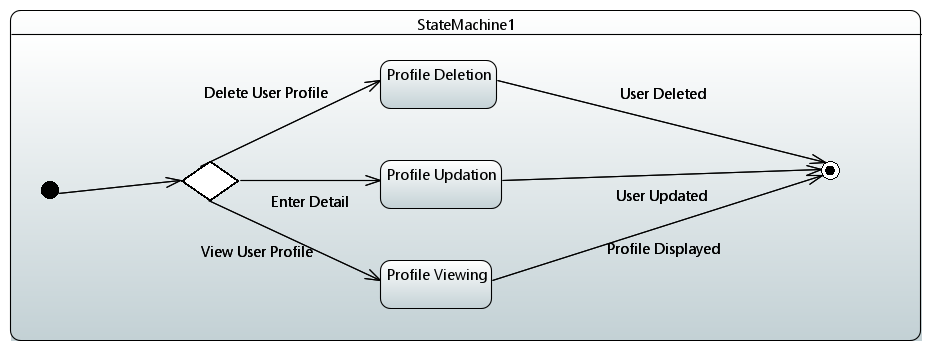 StateMachine1
Profile Deletion
Delete User Profile
User Deleted
Profile Updation
Enter Detail
User Updated
View User Profile
Profile Displayed
Profile Viewing